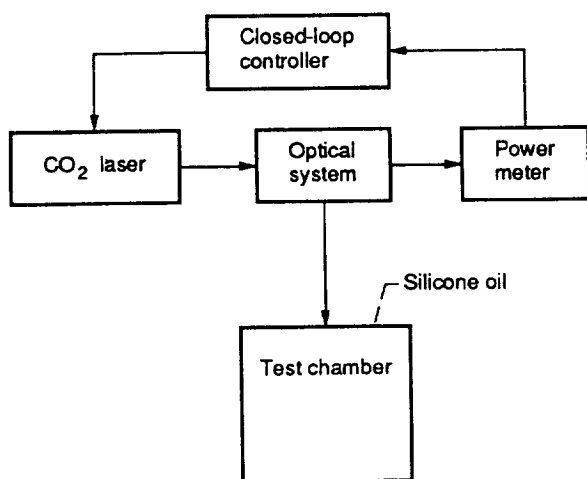 Closed-loop
controller
CO₂ laser
Optical
system
Power
meter
Silicone oil
Test chamber